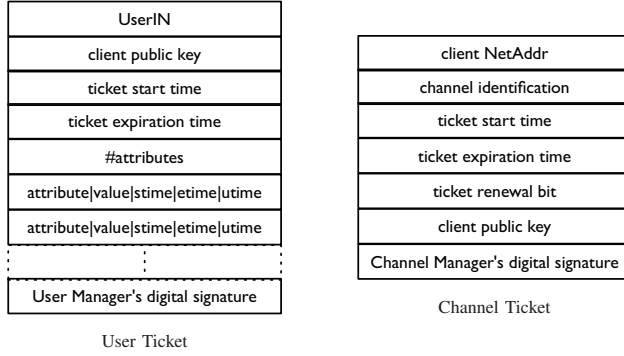 UserIN
client public key
ticket start time
ticket expiration time
#attributes
attribute|value|stime|etime|utime
attribute|value|stime|etime|utime
User Manager's digital signature
User Ticket
client NetAddr
channel identification
ticket start time
ticket expiration time
ticket renewal bit
client public key
Channel Manager's digital signature
Channel Ticket